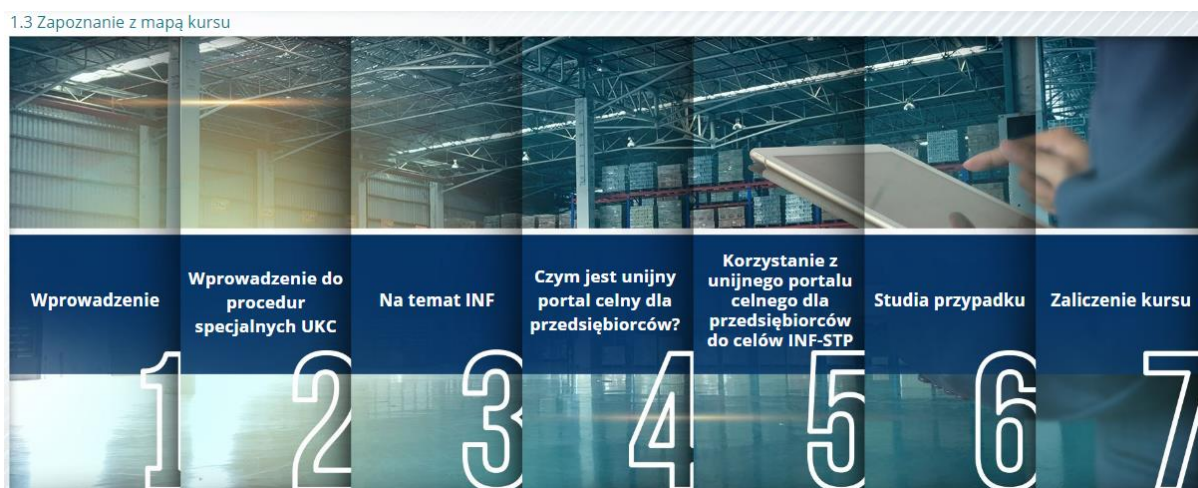 1.3 Zapoznanie z mapą kursu
Wprowadzenie
Wprowadzenie do
procedur
specjalnych UKC
Na temat INF
Czym jest unijny
portal celny dla
przedsiębiorców?
Korzystanie z
unijnego portalu
celnego dla
przedsiębiorców
do celów INF-STP
Studia przypadku
Zaliczenie kursu
1
2
3
4
5
6
7